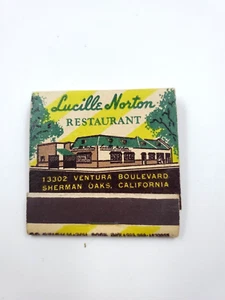 Lucille Norton
RESTAURANT
13302 VENTURA BOULEVARD
SHERMAN OAKS, CALIFORNIA